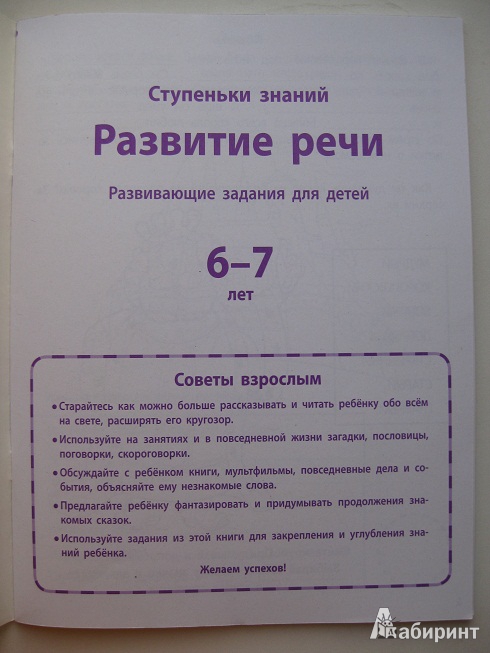 Ступеньки знаний
Развитие речи
Развивающие задания для детей
6–7
лет
Советы взрослым
• Старайтесь как можно больше рассказывать и читать ребёнку обо всём
на свете, расширять его кругозор.
• Используйте на занятиях и в повседневной жизни загадки, пословицы,
поговорки, скороговорки.
• Обсуждайте с ребёнком книги, мультфильмы, повседневные дела и со-
бытия, объясняйте ему незнакомые слова.
• Предлагайте ребёнку фантазировать и придумывать продолжения зна-
комых сказок.
• Используйте задания из этой книги для закрепления и углубления зна-
ний ребёнка.
Желаем успехов!
Лабиринт